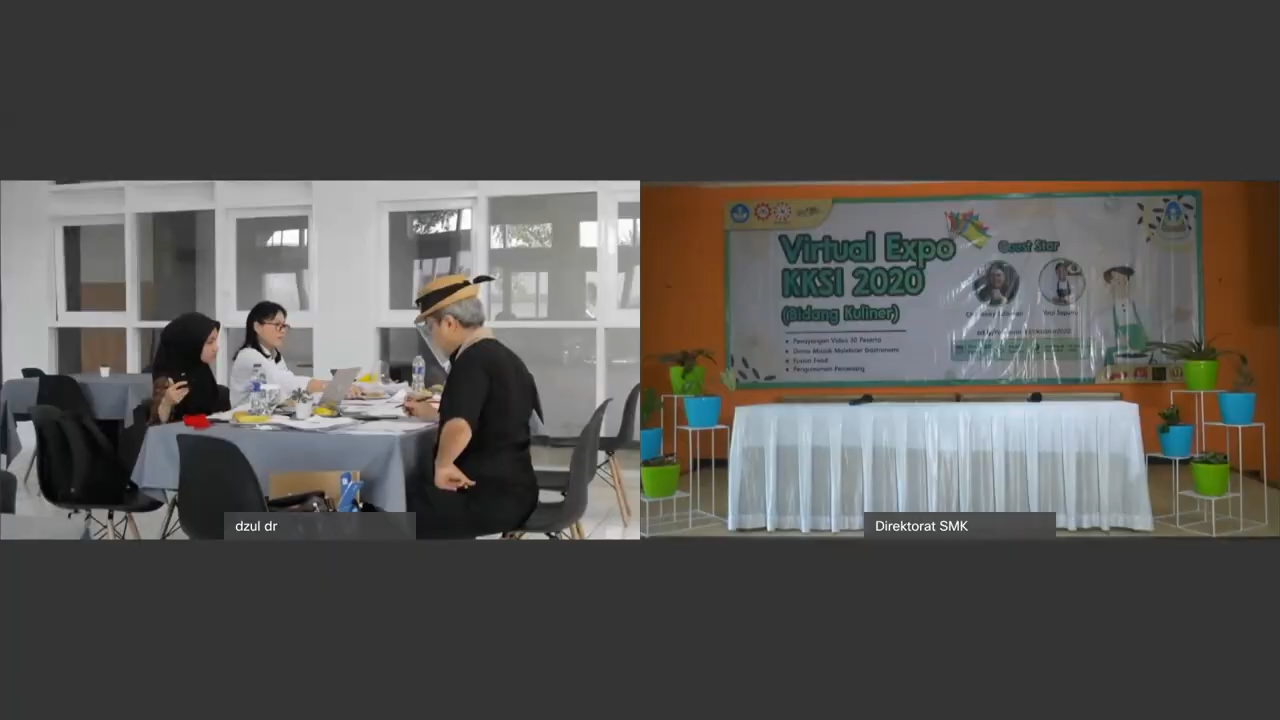 Virtual Expo
KKSI 2020
(Bidang Kuliner)
Guest Star
Penayangan Video 30 Peserta
Demo Masak Molekuler Gastronomi
Fusion Food
Pengumuman Pemenang
dzul dr
Direktorat SMK